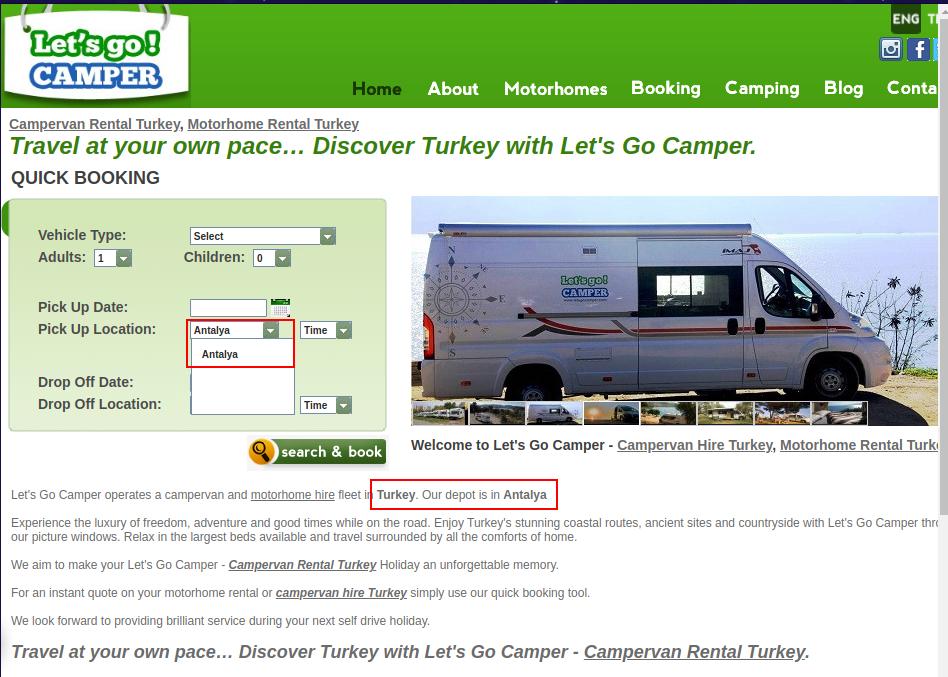 ENG
Let's go!
CAMPER
Home About Motorhomes Booking Camping Blog Conta
Campervan Rental Turkey, Motorhome Rental Turkey
Travel at your own pace… Discover Turkey with Let's Go Camper.
QUICK BOOKING
Vehicle Type: Select
Adults: 1 Children: 0
Pick Up Date:
Pick Up Location: Antalya Time
Antalya
Drop Off Date:
Drop Off Location: Time
search & book
N
E
S
Let's go!
CAMPER
Welcome to Let's Go Camper - Campervan Hire Turkey, Motorhome Rental Turke
Let's Go Camper operates a campervan and motorhome hire fleet in Turkey. Our depot is in Antalya
Experience the luxury of freedom, adventure and good times while on the road. Enjoy Turkey's stunning coastal routes, ancient sites and countryside with Let's Go Camper thro
our picture windows. Relax in the largest beds available and travel surrounded by all the comforts of home.
We aim to make your Let's Go Camper - Campervan Rental Turkey Holiday an unforgettable memory.
For an instant quote on your motorhome rental or campervan hire Turkey simply use our quick booking tool.
We look forward to providing brilliant service during your next self drive holiday.
Travel at your own pace… Discover Turkey with Let's Go Camper - Campervan Rental Turkey.